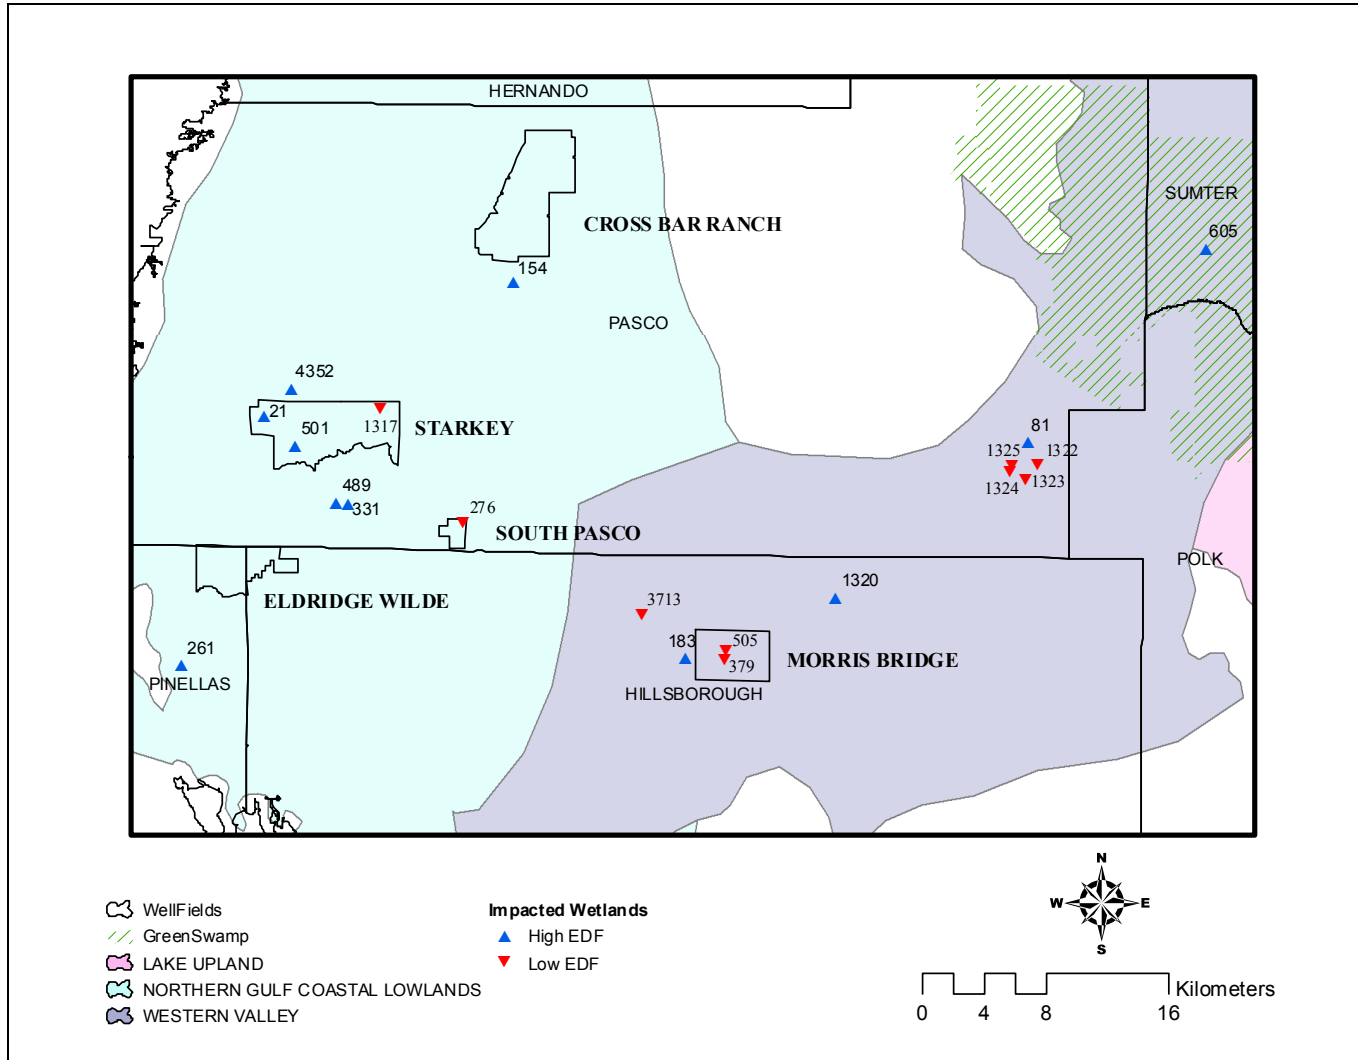 HERNANDO
SUMTER
CROSS BAR RANCH
605
154
PASCO
4352
21
1317
501
STARKEY
81
1325
1322
1324
1323
489
331
276
SOUTH PASCO
POLK
1320
ELDRIDGE WILDE
3713
183
505
379
MORRIS BRIDGE
261
PINELLAS
HILLSBOROUGH
N
W
E
S
WellFields
GreenSwamp
LAKE UPLAND
NORTHERN GULF COASTAL LOWLANDS
WESTERN VALLEY
Impacted Wetlands
High EDF
Low EDF
Kilometers
0 4 8 16